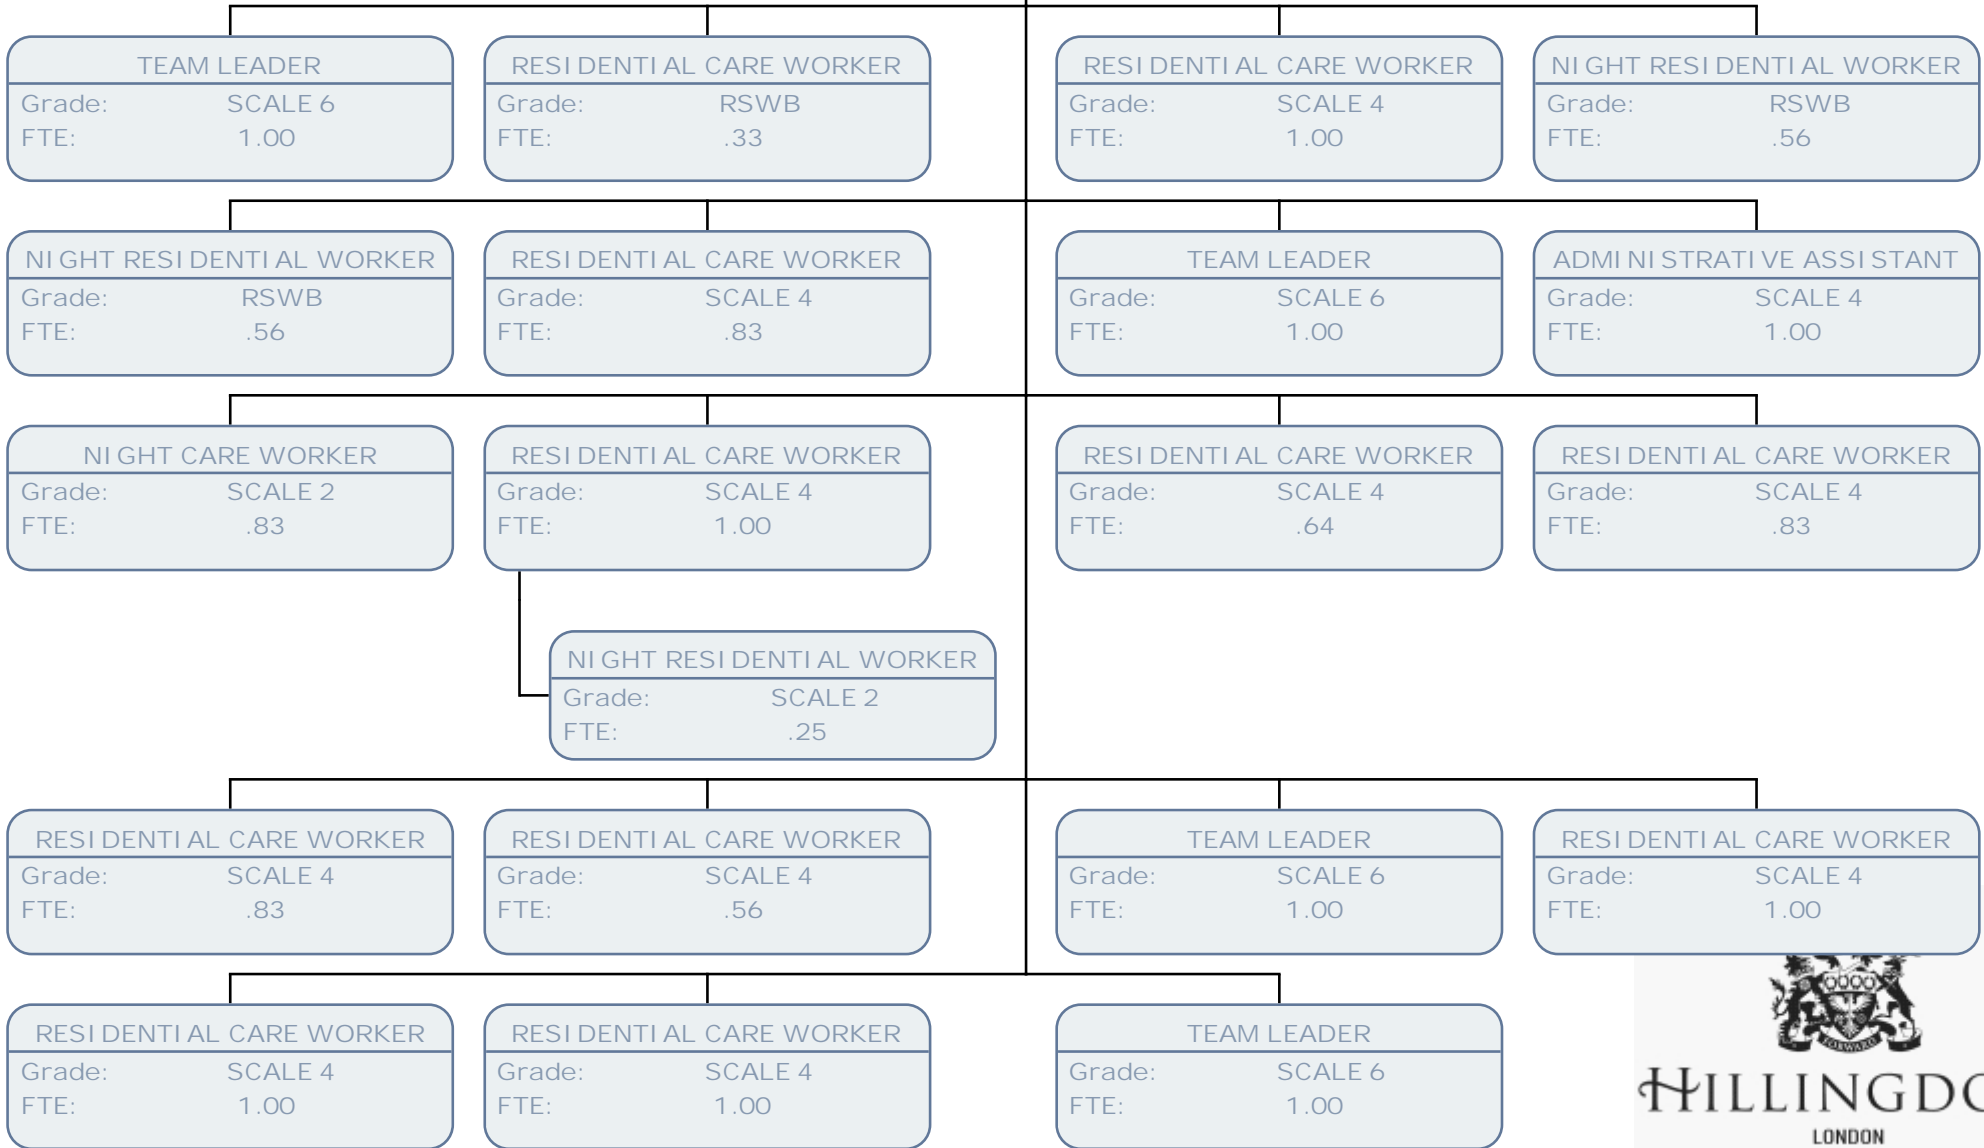 TEAM LEADER
Grade: SCALE 6
FTE: 1.00
RESIDENTIAL CARE WORKER
Grade: RSWB
FTE: .33
RESIDENTIAL CARE WORKER
Grade: SCALE 4
FTE: 1.00
NIGHT RESIDENTIAL WORKER
Grade: RSWB
FTE: .56
NIGHT RESIDENTIAL WORKER
Grade: RSWB
FTE: .56
RESIDENTIAL CARE WORKER
Grade: SCALE 4
FTE: .83
TEAM LEADER
Grade: SCALE 6
FTE: 1.00
ADMINISTRATIVE ASSISTANT
Grade: SCALE 4
FTE: 1.00
NIGHT CARE WORKER
Grade: SCALE 2
FTE: .83
RESIDENTIAL CARE WORKER
Grade: SCALE 4
FTE: 1.00
RESIDENTIAL CARE WORKER
Grade: SCALE 4
FTE: .64
RESIDENTIAL CARE WORKER
Grade: SCALE 4
FTE: .83
NIGHT RESIDENTIAL WORKER
Grade: SCALE 2
FTE: .25
RESIDENTIAL CARE WORKER
Grade: SCALE 4
FTE: .83
RESIDENTIAL CARE WORKER
Grade: SCALE 4
FTE: .56
TEAM LEADER
Grade: SCALE 6
FTE: 1.00
RESIDENTIAL CARE WORKER
Grade: SCALE 4
FTE: 1.00
RESIDENTIAL CARE WORKER
Grade: SCALE 4
FTE: 1.00
RESIDENTIAL CARE WORKER
Grade: SCALE 4
FTE: 1.00
TEAM LEADER
Grade: SCALE 6
FTE: 1.00
FORWARD
HILLINGDO
LONDON